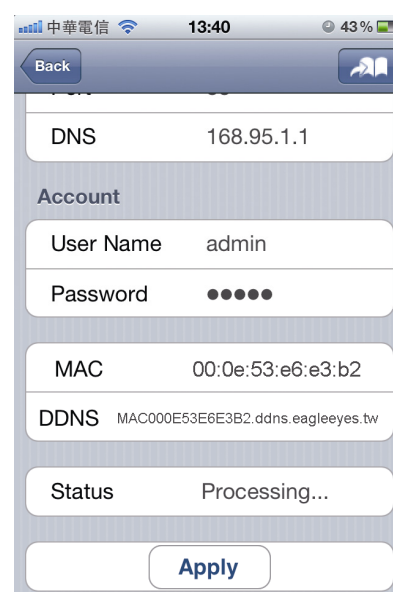 中華電信 13:40 43%
Back
DNS 168.95.1.1
Account
User Name admin
Password ●●●●●
MAC 00:0e:53:e6:e3:b2
DDNS MAC000E53E6E3B2.ddns.eagleeyes.tw
Status Processing...
Apply